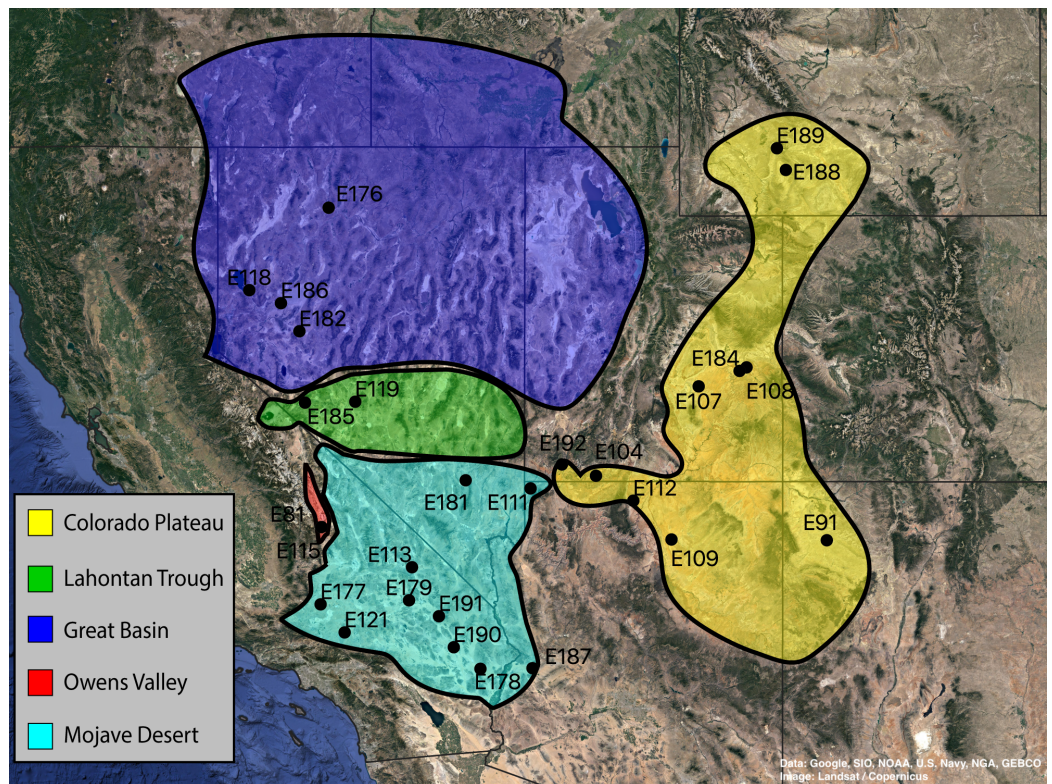 E189
E188
E176
E118
E186
E182
E119
E185
E184
E108
E107
E192
E104
E181
E111
E112
E81
E115
E109
E91
E113
E177
E179
E121
E191
E190
E187
E178
Colorado Plateau
Lahontan Trough
Great Basin
Owens Valley
Mojave Desert
Data: Google, SIO, NOAA, U.S. Navy, NGA, GEBCO
Image: Landsat / Copernicus